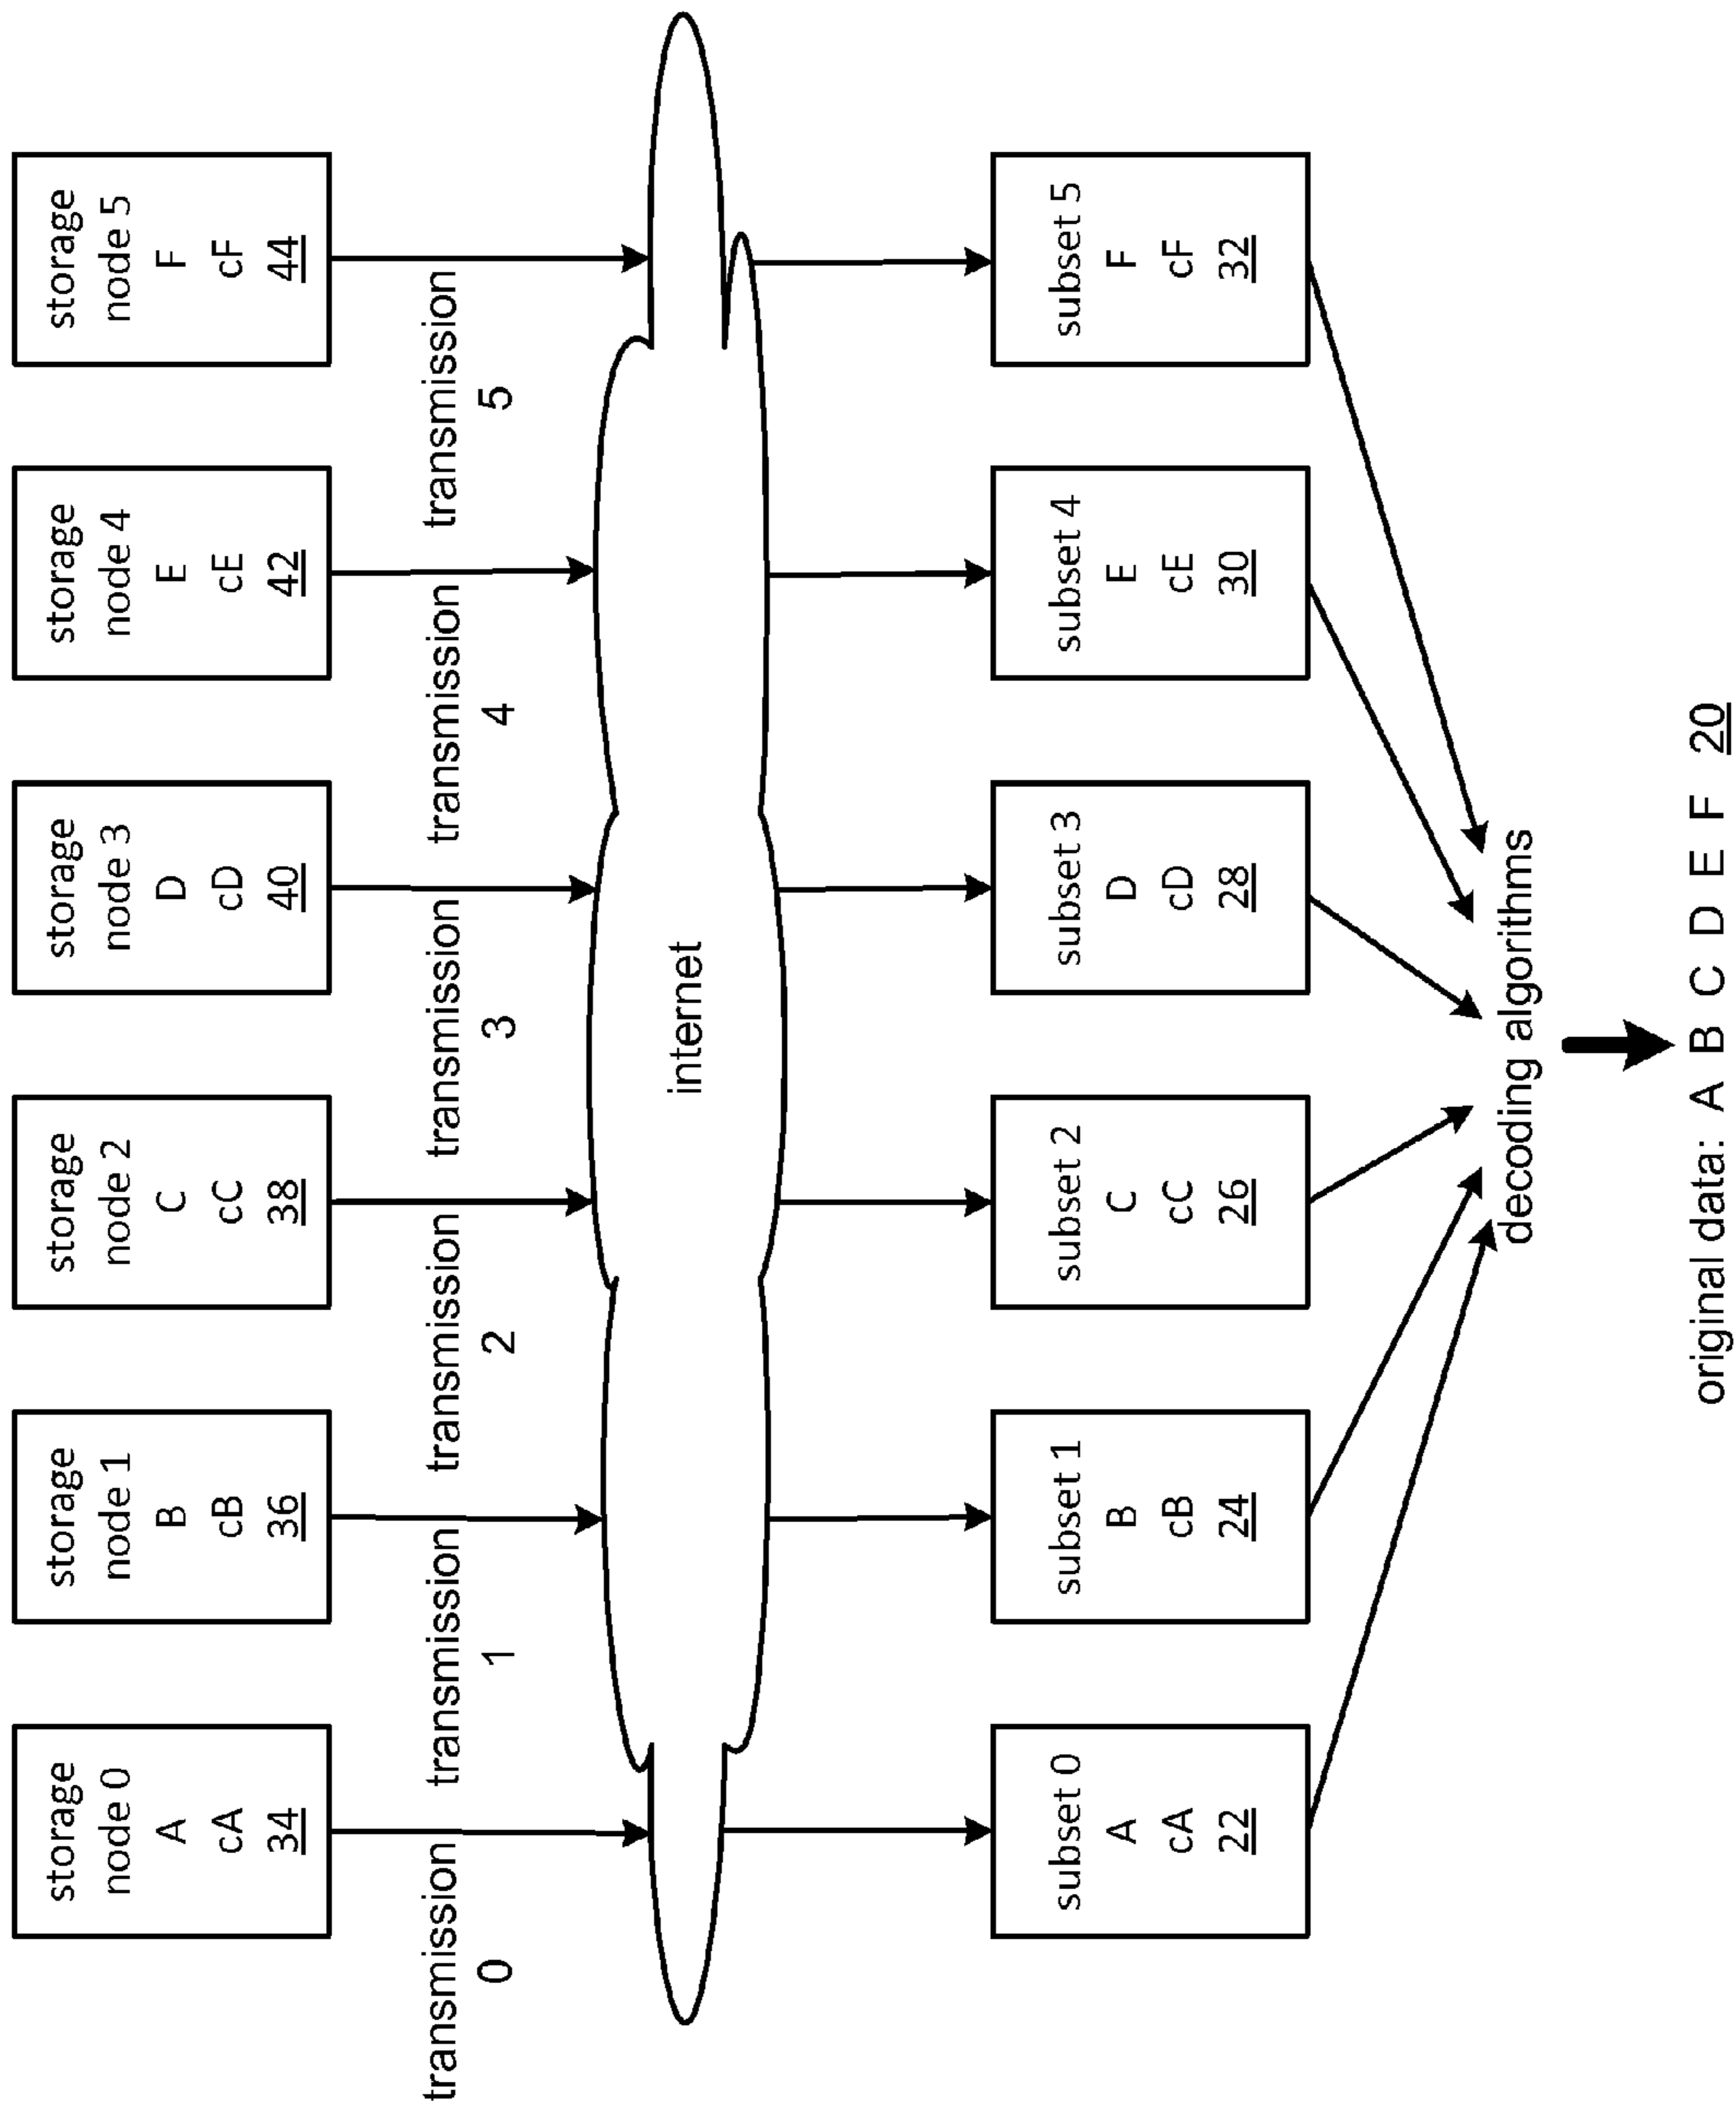 storage
node 0
A
cA
34
storage
node 1
B
cB
36
storage
node 2
C
cC
38
storage
node 3
D
cD
40
storage
node 4
E
cE
42
storage
node 5
F
cF
44
transmission
0
transmission
1
transmission
2
transmission
3
transmission
4
transmission
5
internet
subset 0
A
cA
22
subset 1
B
cB
24
subset 2
C
cC
26
subset 3
D
cD
28
subset 4
E
cE
30
subset 5
F
cF
32
decoding algorithms
original data: A B C D E F 20